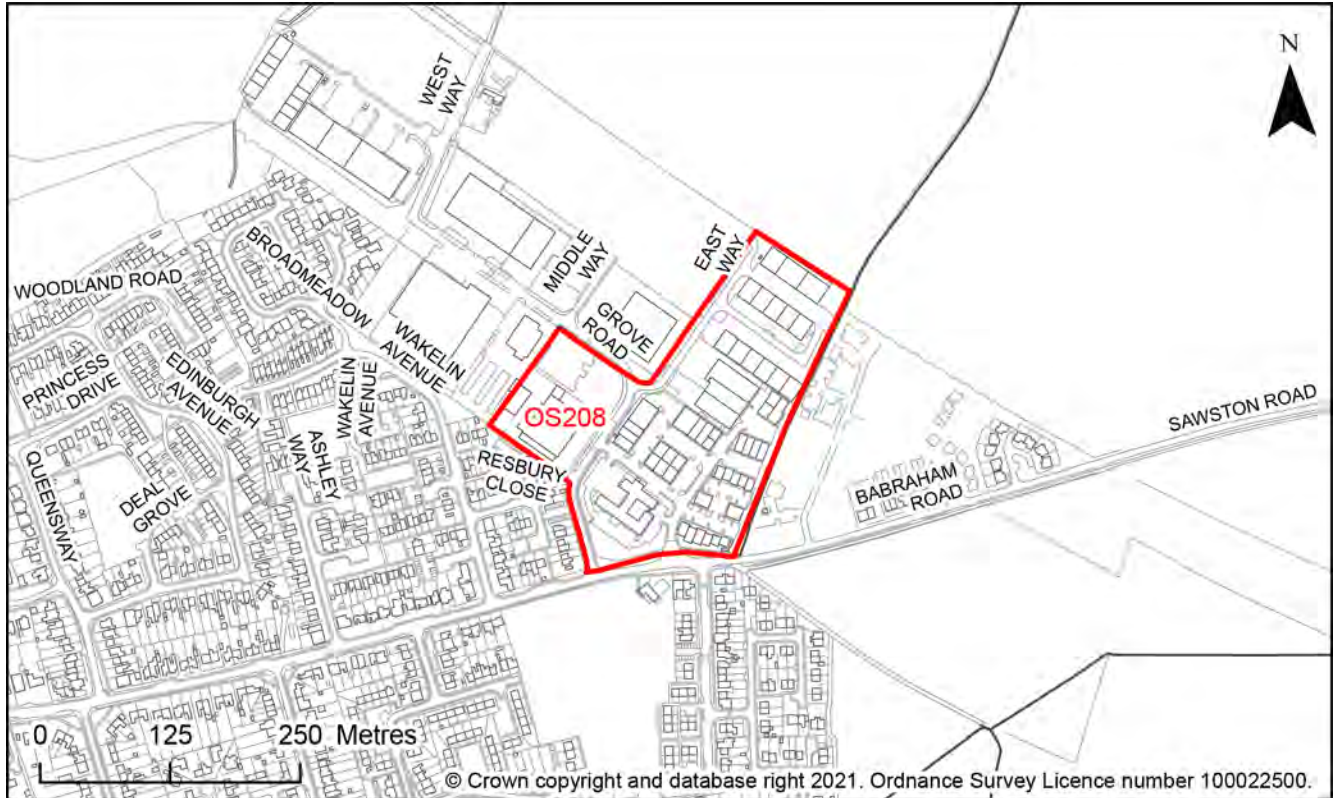 N
WEST
WAY
MIDDLE
WAY
EAST
WAY
GROVE
ROAD
BROADMEADOW
WOODLAND ROAD
WAKELIN
AVENUE
PRINCESS
DRIVE
EDINBURGH
AVENUE
WAKELIN
AVENUE
ASHLEY
WAY
OS208
RESBURY
CLOSE
SAWSTON ROAD
BABRAHAM
ROAD
QUEENSWAY
DEAL
GROVE
0 125 250 Metres
© Crown copyright and database right 2021. Ordnance Survey Licence number 100022500.